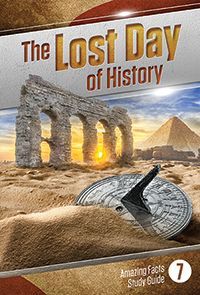 The Lost Day
of History
Amazing Facts
Study Guide
7